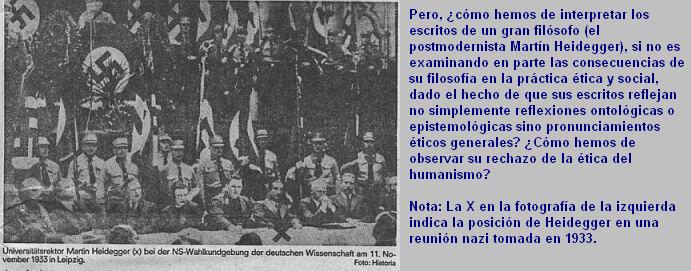 Universitätsrektor Martin Heidegger (x) bei der NS-Wahlkundgebung der deutschen Wissenschaft am 11. No-
vember 1933 in Leipzig.
Foto: Historia
Pero, ¿cómo hemos de interpretar los
escritos de un gran filósofo (el
postmodernista Martín Heidegger), si no es
examinando en parte las consecuencias de
su filosofía en la práctica ética y social,
dado el hecho de que sus escritos reflejan
no simplemente reflexiones ontológicas o
epistemológicas sino pronunciamientos
éticos generales? ¿Cómo hemos de
observar su rechazo de la ética del
humanismo?
Nota: La X en la fotografía de la izquierda
indica la posición de Heidegger en una
reunión nazi tomada en 1933.